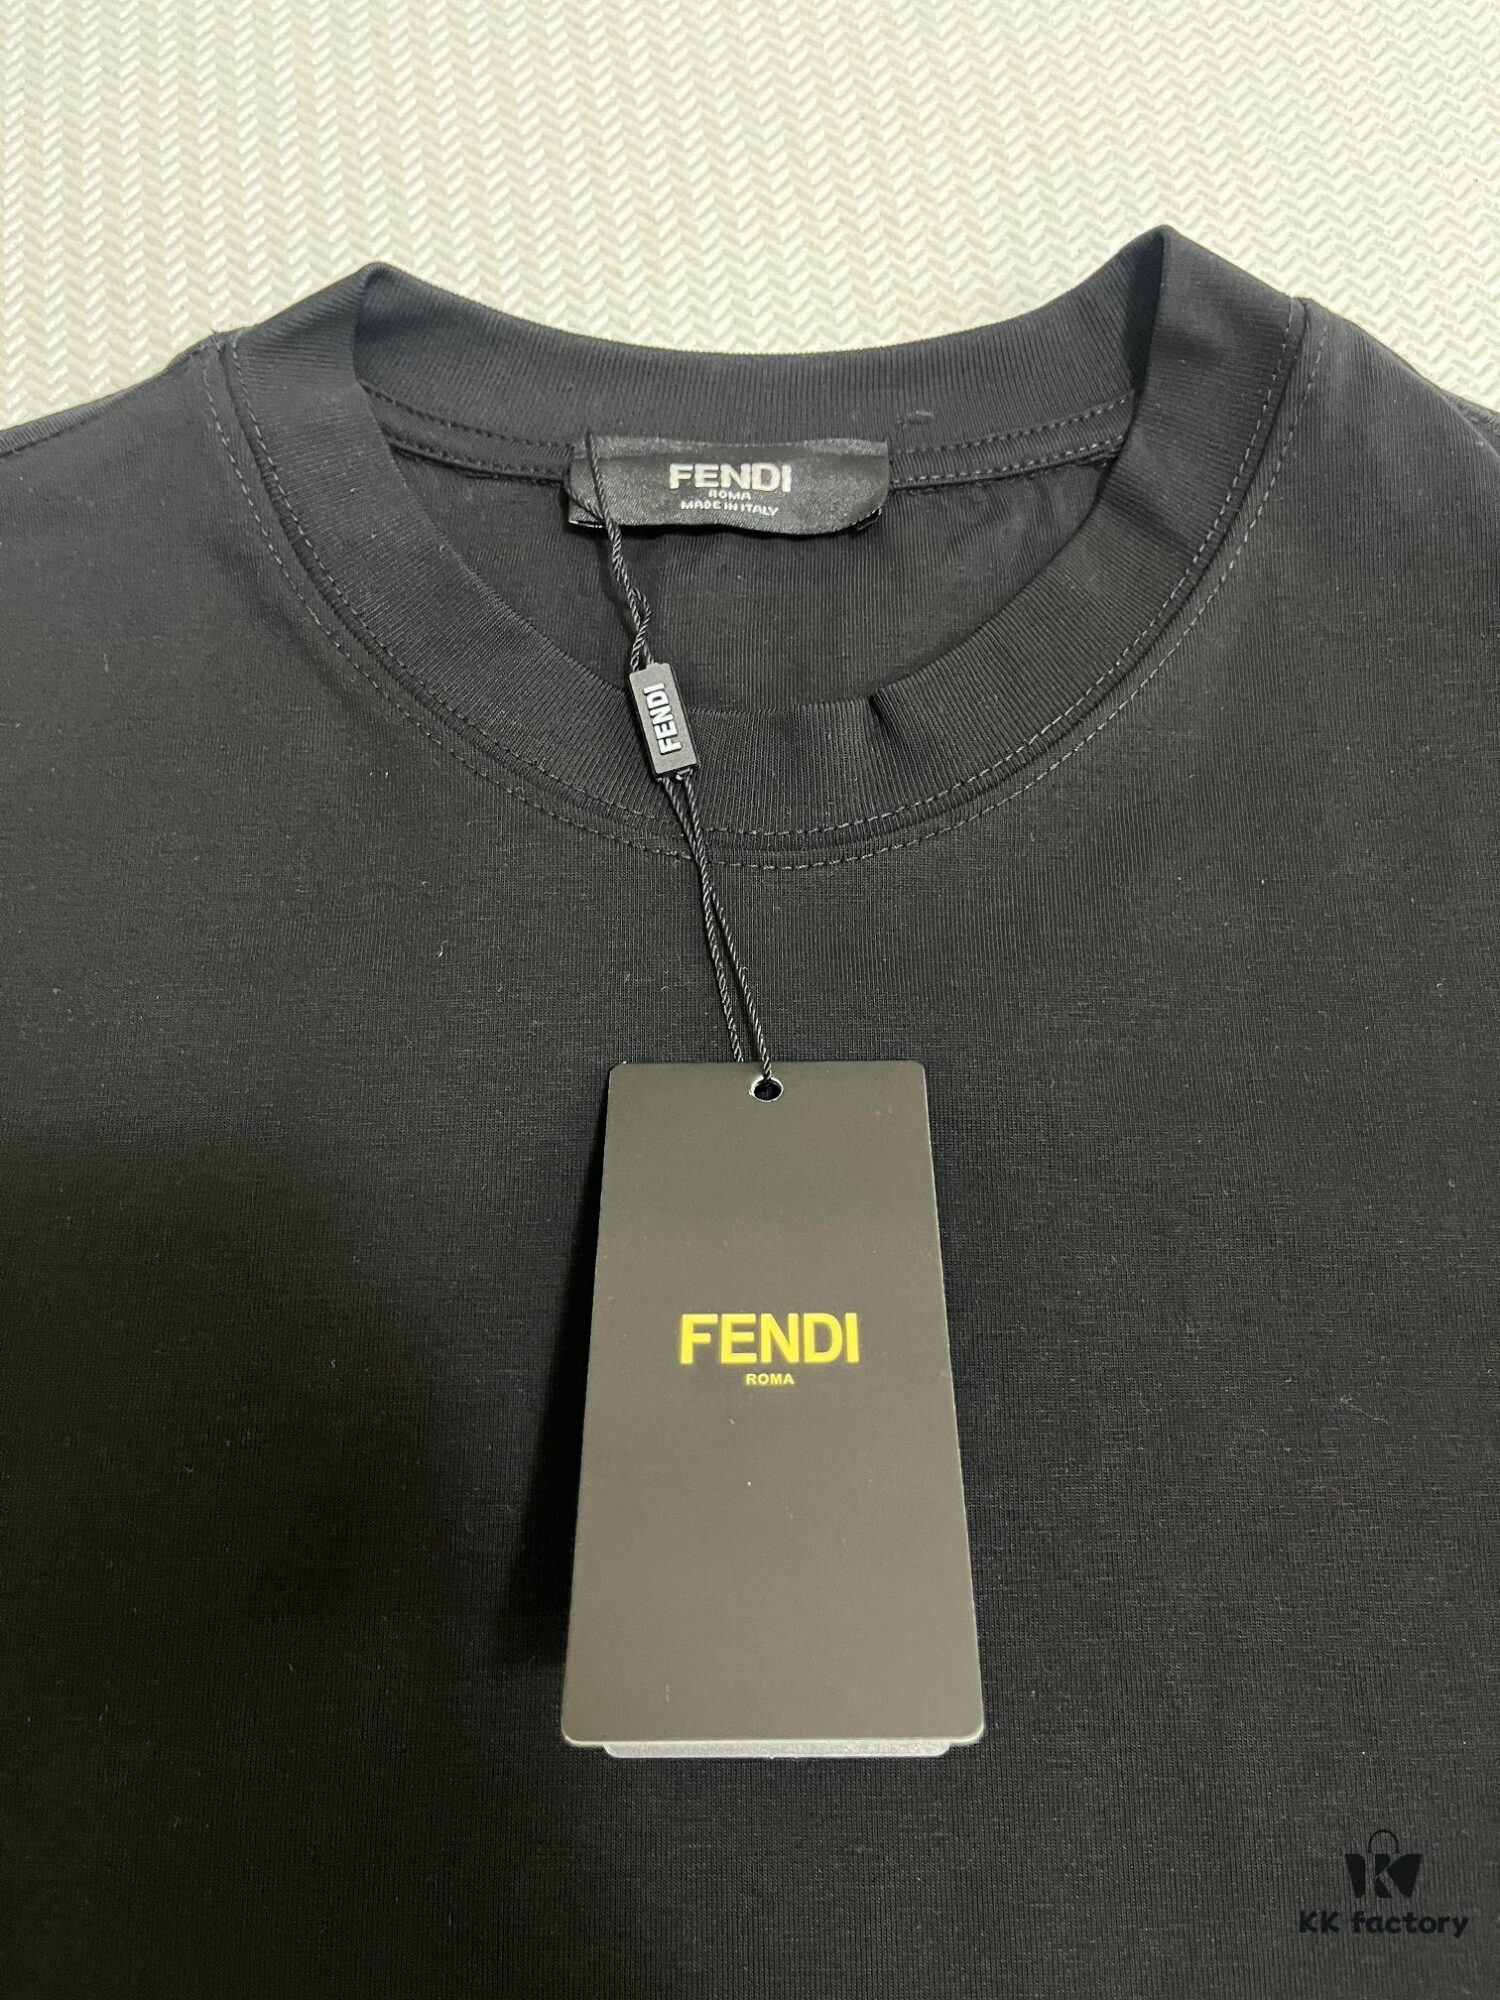 FENDI
ROMA
MADE IN ITALY
FENDI
FENDI
ROMA
KK factory